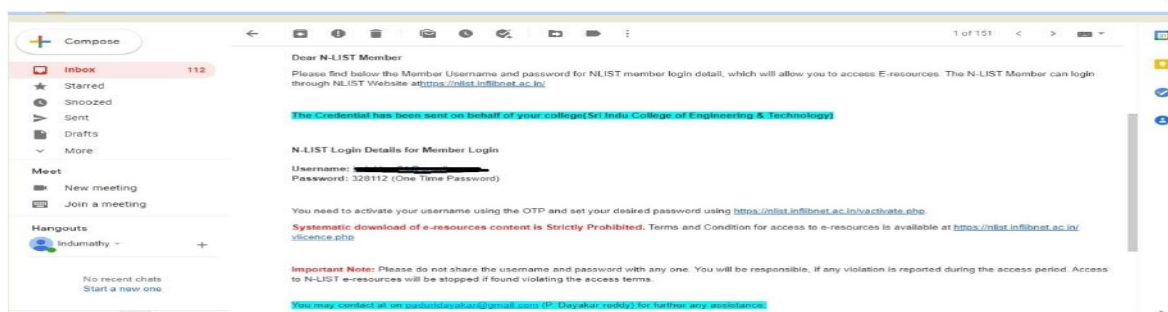 Compose
1 of 151
Inbox 112
Starred
Snoozed
Sent
Drafts
More
Meet
New meeting
Join a meeting
Hangouts
Indumathy
No recent chats
Start a new one
Dear N-LIST Member
Please find below the Member Username and password for NLIST member login detail, which will allow you to access E-resources. The N-LIST Member can login
through NLIST Website athttps://nlist.inflibnet.ac.in/
The Credential has been sent on behalf of your college(Sri Indu College of Engineering & Technology)
N-LIST Login Details for Member Login
Username:
Password: 328112 (One Time Password)
You need to activate your username using the OTP and set your desired password using https://nlist.inflibnet.ac.in/vactivate.php.
Systematic download of e-resources content is Strictly Prohibited. Terms and Condition for access to e-resources is available at https://nlist.inflibnet.ac.in/
vlicence.php
Important Note: Please do not share the username and password with any one. You will be responsible, if any violation is reported during the access period. Access
to N-LIST e-resources will be stopped if found violating the access terms.
You may contact at on paduridayakar@gmail.com (P. Dayakar reddy) for further any assistance.